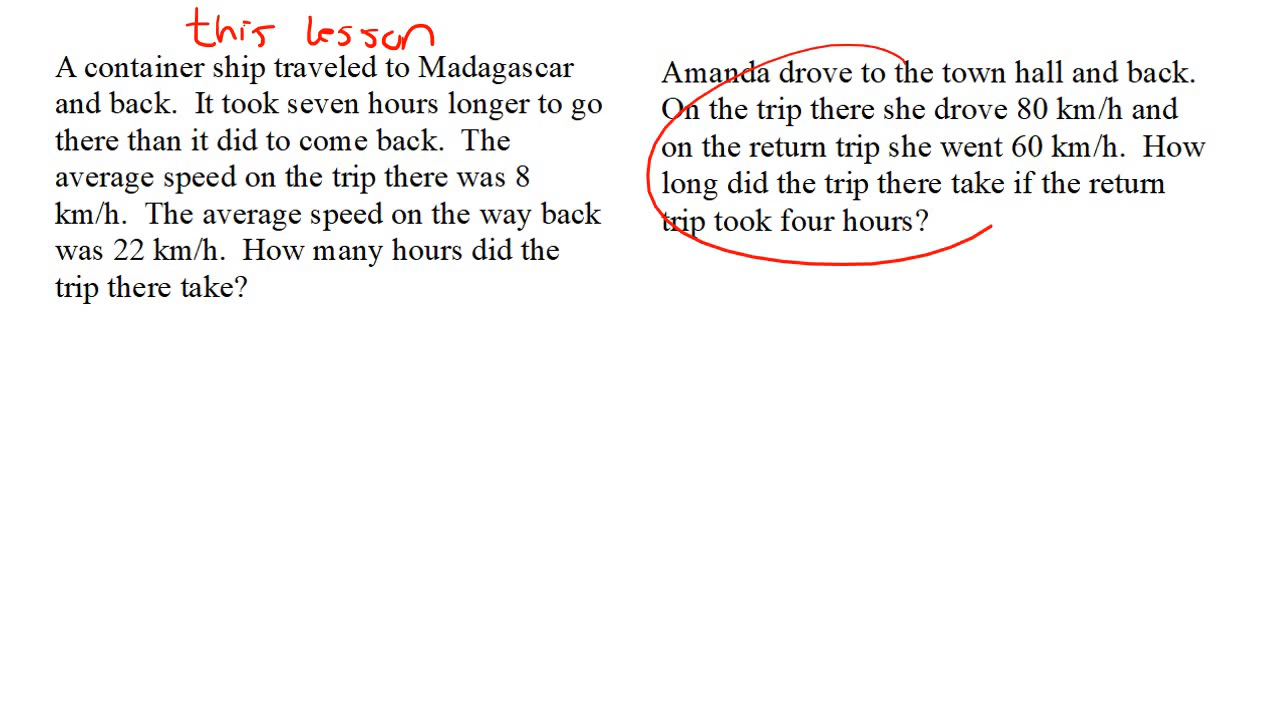 this lesson
A container ship traveled to Madagascar
and back.  It took seven hours longer to go
there than it did to come back.  The
average speed on the trip there was 8
km/h.  The average speed on the way back
was 22 km/h.  How many hours did the
trip there take?
Amanda drove to the town hall and back.
On the trip there she drove 80 km/h and
on the return trip she went 60 km/h.  How
long did the trip there take if the return
trip took four hours?